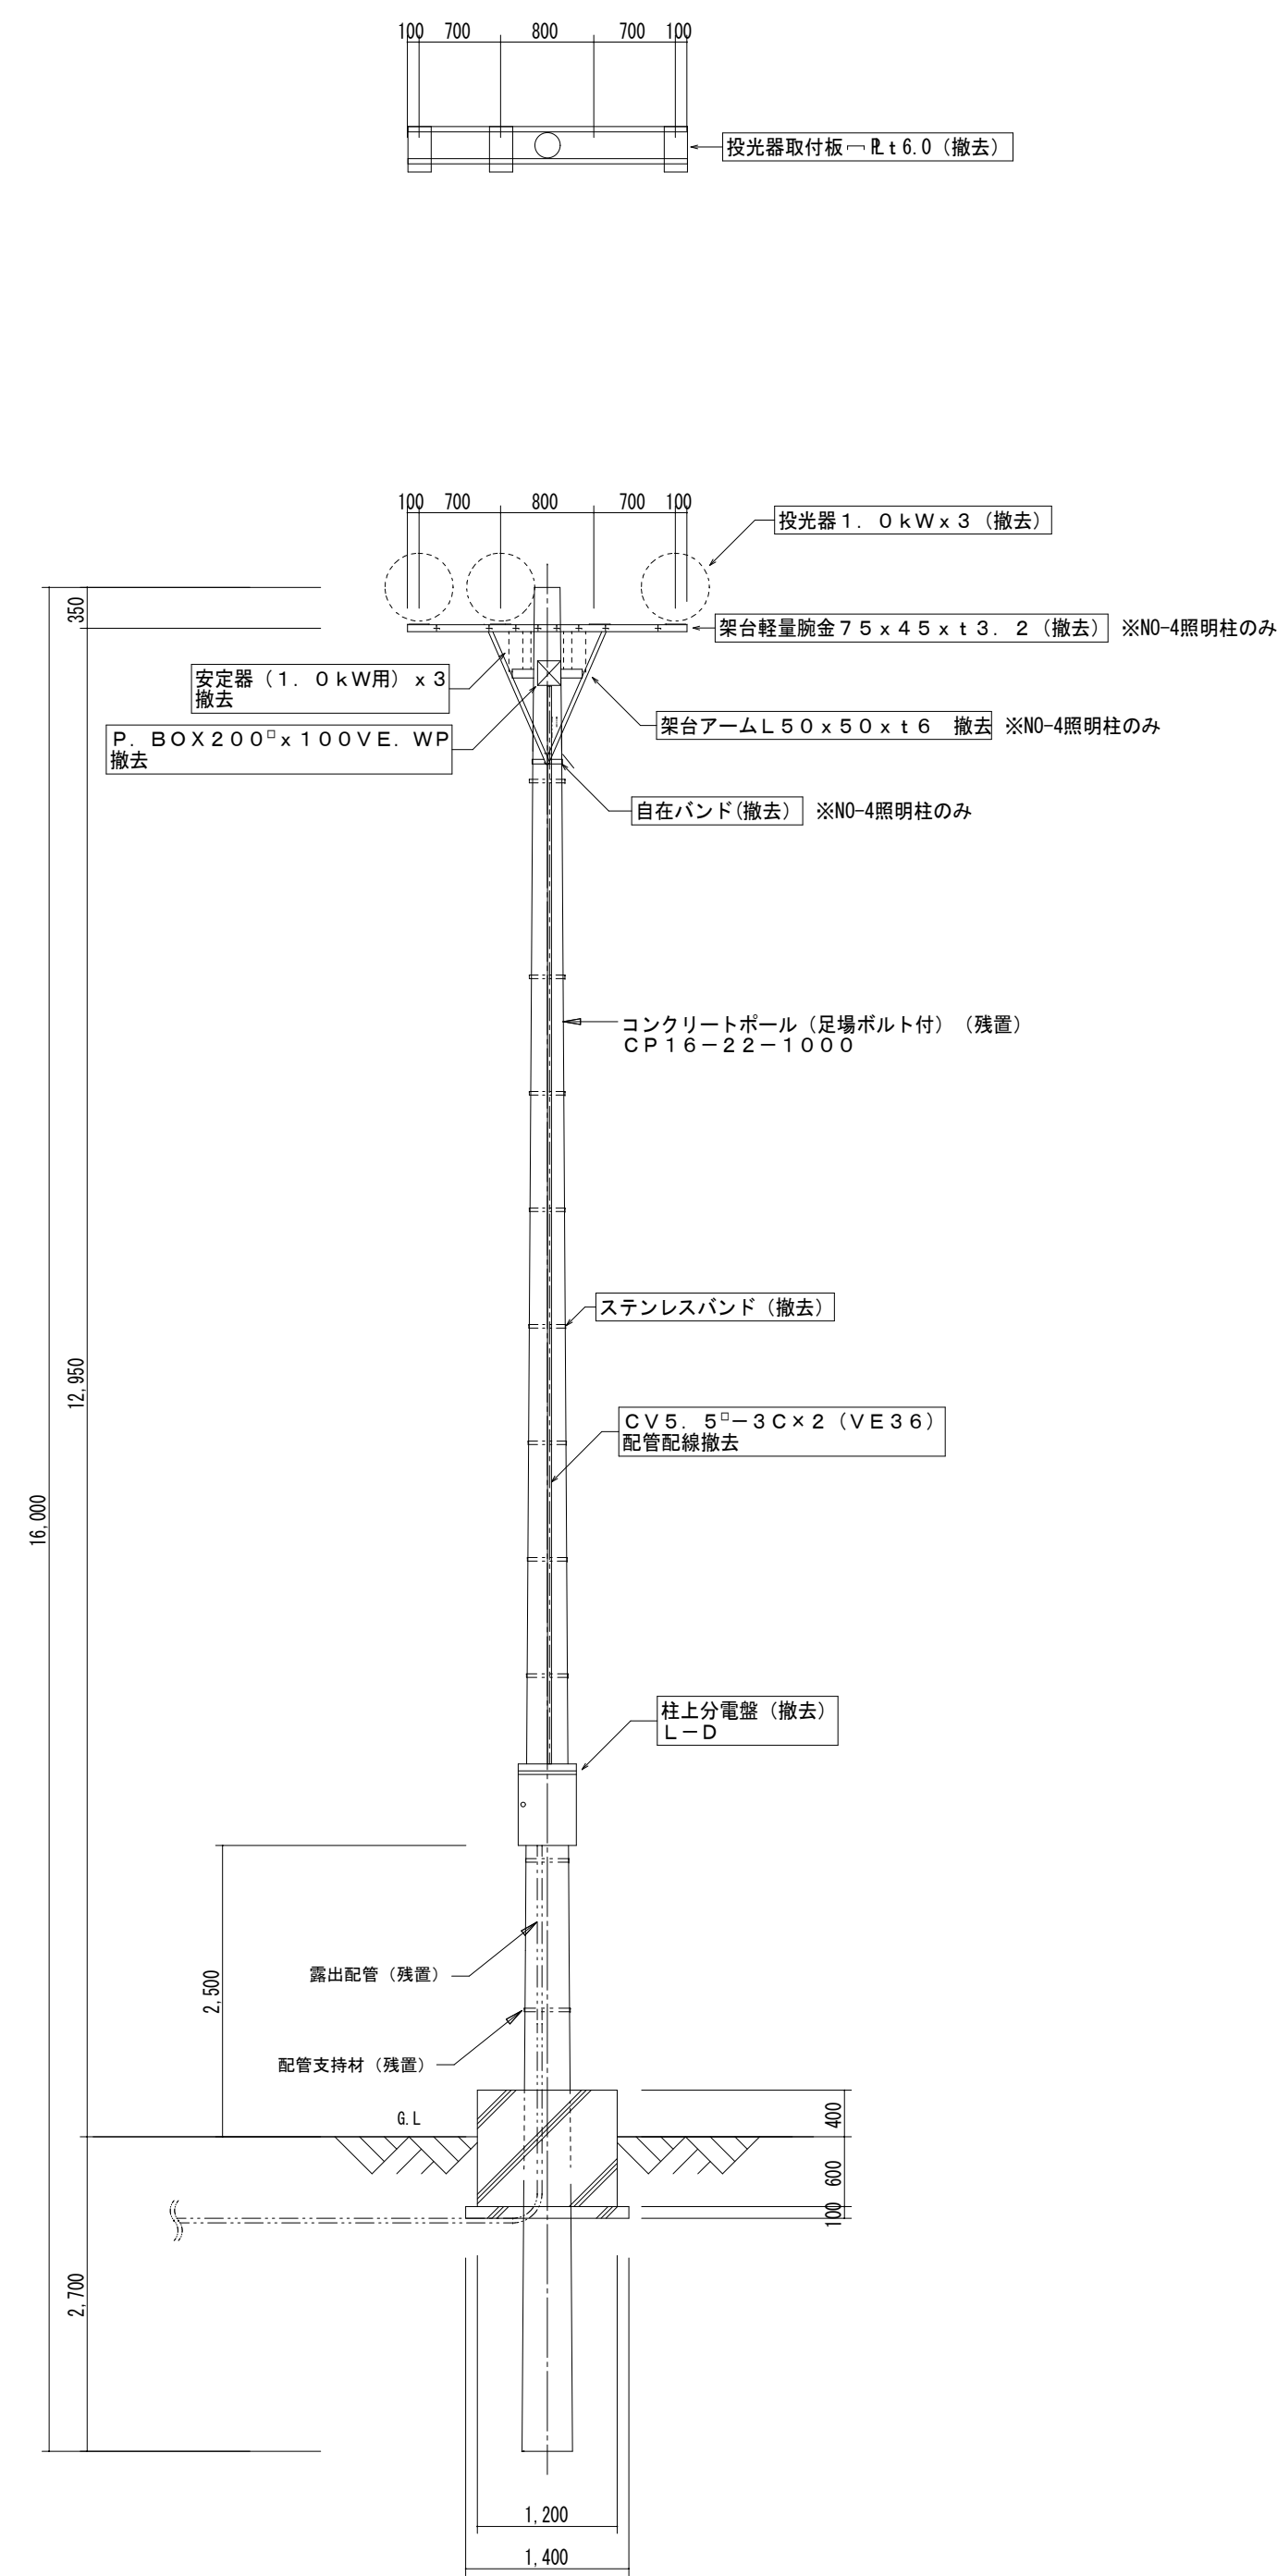 100 700 800 700 100
投光器取付板 PLt6.0（撤去）
100 700 800 700 100
投光器１．０ｋＷｘ３（撤去）
350
架台軽量腕金７５ｘ４５ｘｔ３．２（撤去） ※NO-4照明柱のみ
安定器（１．０ｋＷ用）ｘ３
撤去
架台アームＬ５０ｘ５０ｘｔ６ 撤去 ※NO-4照明柱のみ
Ｐ．ＢＯＸ２００□ｘ１００ＶＥ．ＷＰ
撤去
自在バンド(撤去） ※NO-4照明柱のみ
コンクリートポール（足場ボルト付）（残置）
ＣＰ１６－２２－１０００
ステンレスバンド（撤去）
12,950
ＣＶ５．５□－３Ｃ×２（ＶＥ３６）
配管配線撤去
16,000
柱上分電盤（撤去）
Ｌ－Ｄ
露出配管（残置）
2,500
配管支持材（残置）
G.L
400
600
100
2,700
1,200
1,400